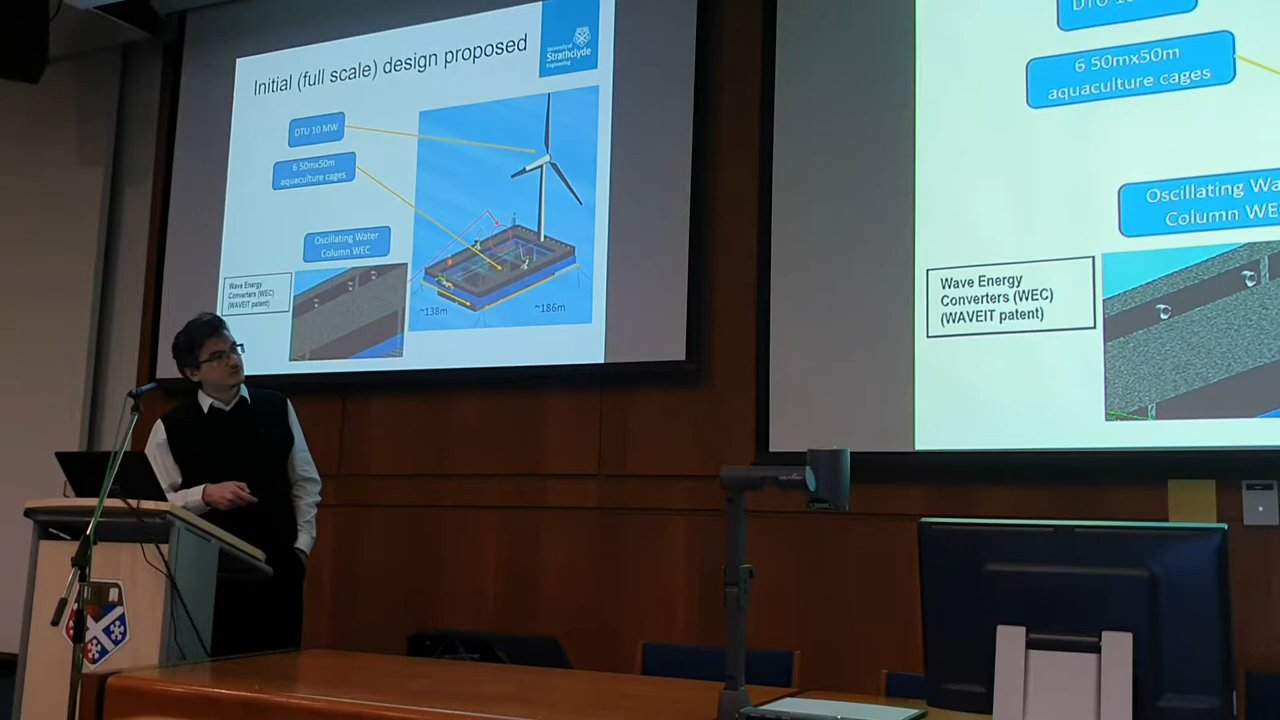 Initial (full scale) design proposed
University of
Strathclyde
Engineering
DTU 10 MW
6 50mx50m
aquaculture cages
Oscillating Water
Column WEC
Wave Energy
Converters (WEC)
(WAVEIT patent)
~138m
~186m
DTU 10
6 50mx50m
aquaculture cages
Oscillating Wa
Column WE
Wave Energy
Converters (WEC)
(WAVEIT patent)